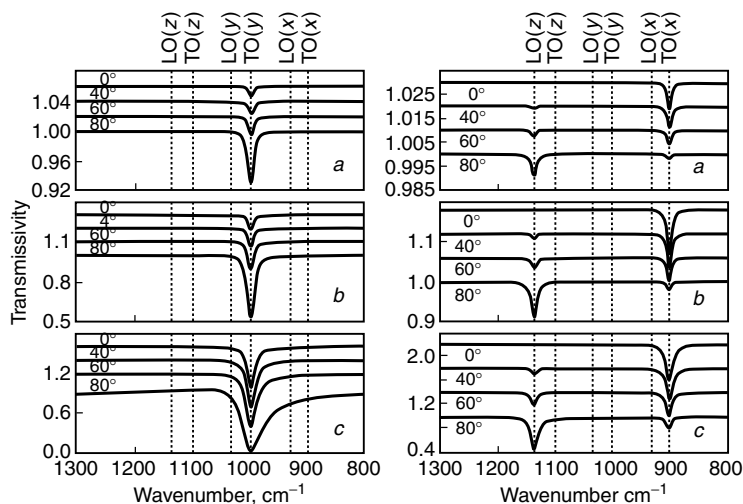 LO(z)
TO(z)
LO(y)
TO(y)
LO(x)
TO(x)
LO(z)
TO(z)
LO(y)
TO(y)
LO(x)
TO(x)
Transmissivity
0°
40°
60°
80°
1.04
1.00
0.96
0.92
a
0°
4°
60°
80°
1.1
0.8
0.5
b
0°
40°
60°
80°
1.2
0.6
0.0
c
1300
1200
1100
1000
900
800
Wavenumber, cm⁻¹
1.025
1.015
1.005
0.995
0.985
0°
40°
60°
80°
a
1.1
1.0
0.9
0°
40°
60°
80°
b
2.0
1.2
0.4
0°
40°
60°
80°
c
1300
1200
1100
1000
900
800
Wavenumber, cm⁻¹